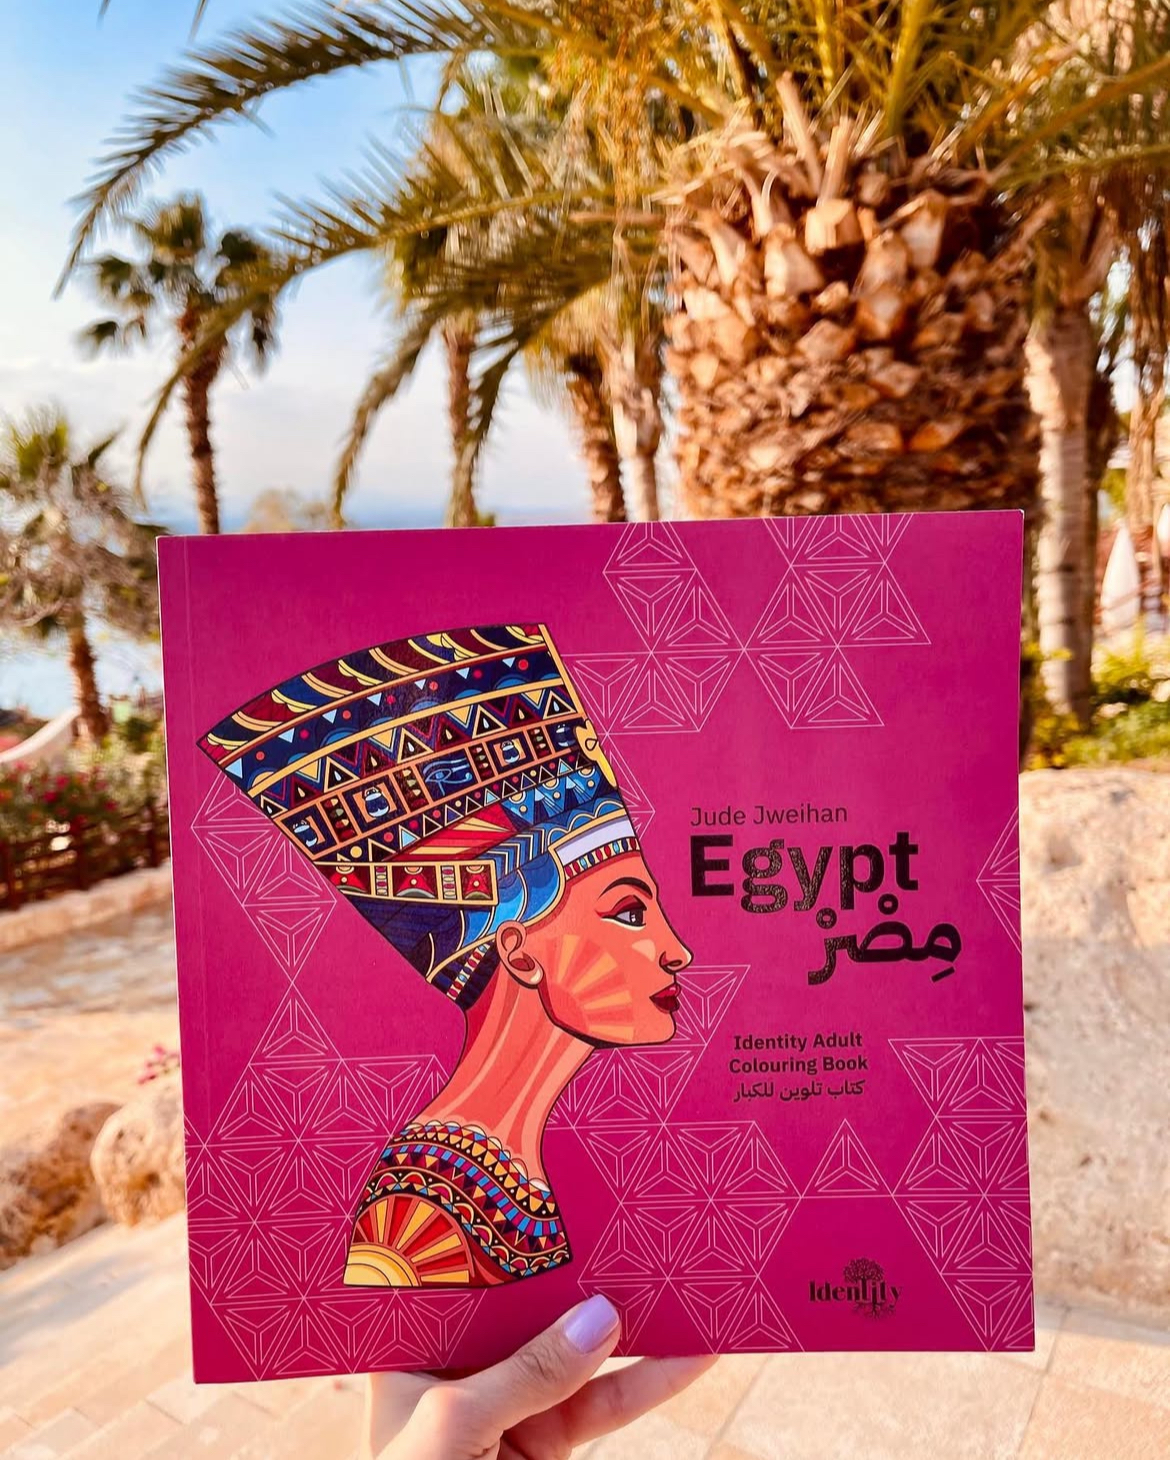 Jude Jweihan
Egypt
مِصْرْ
Identity Adult
Colouring Book
كتاب تلوين للكبار
Identity